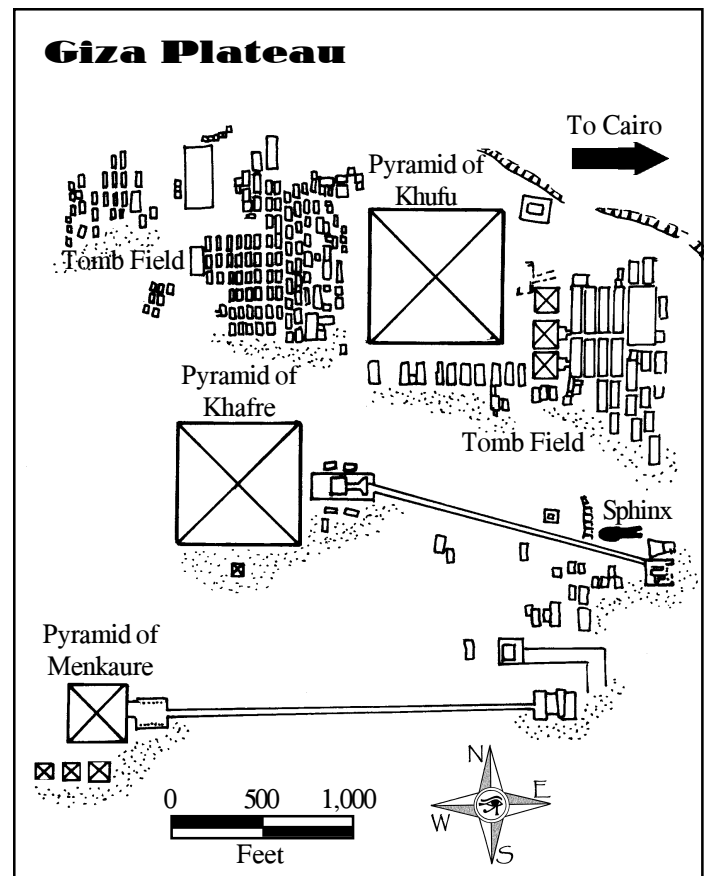 Giza Plateau
To Cairo
Pyramid of
Khufu
Tomb Field
Pyramid of
Khafre
Tomb Field
Sphinx
Pyramid of
Menkaure
N
E
W
S
0 500 1,000
Feet